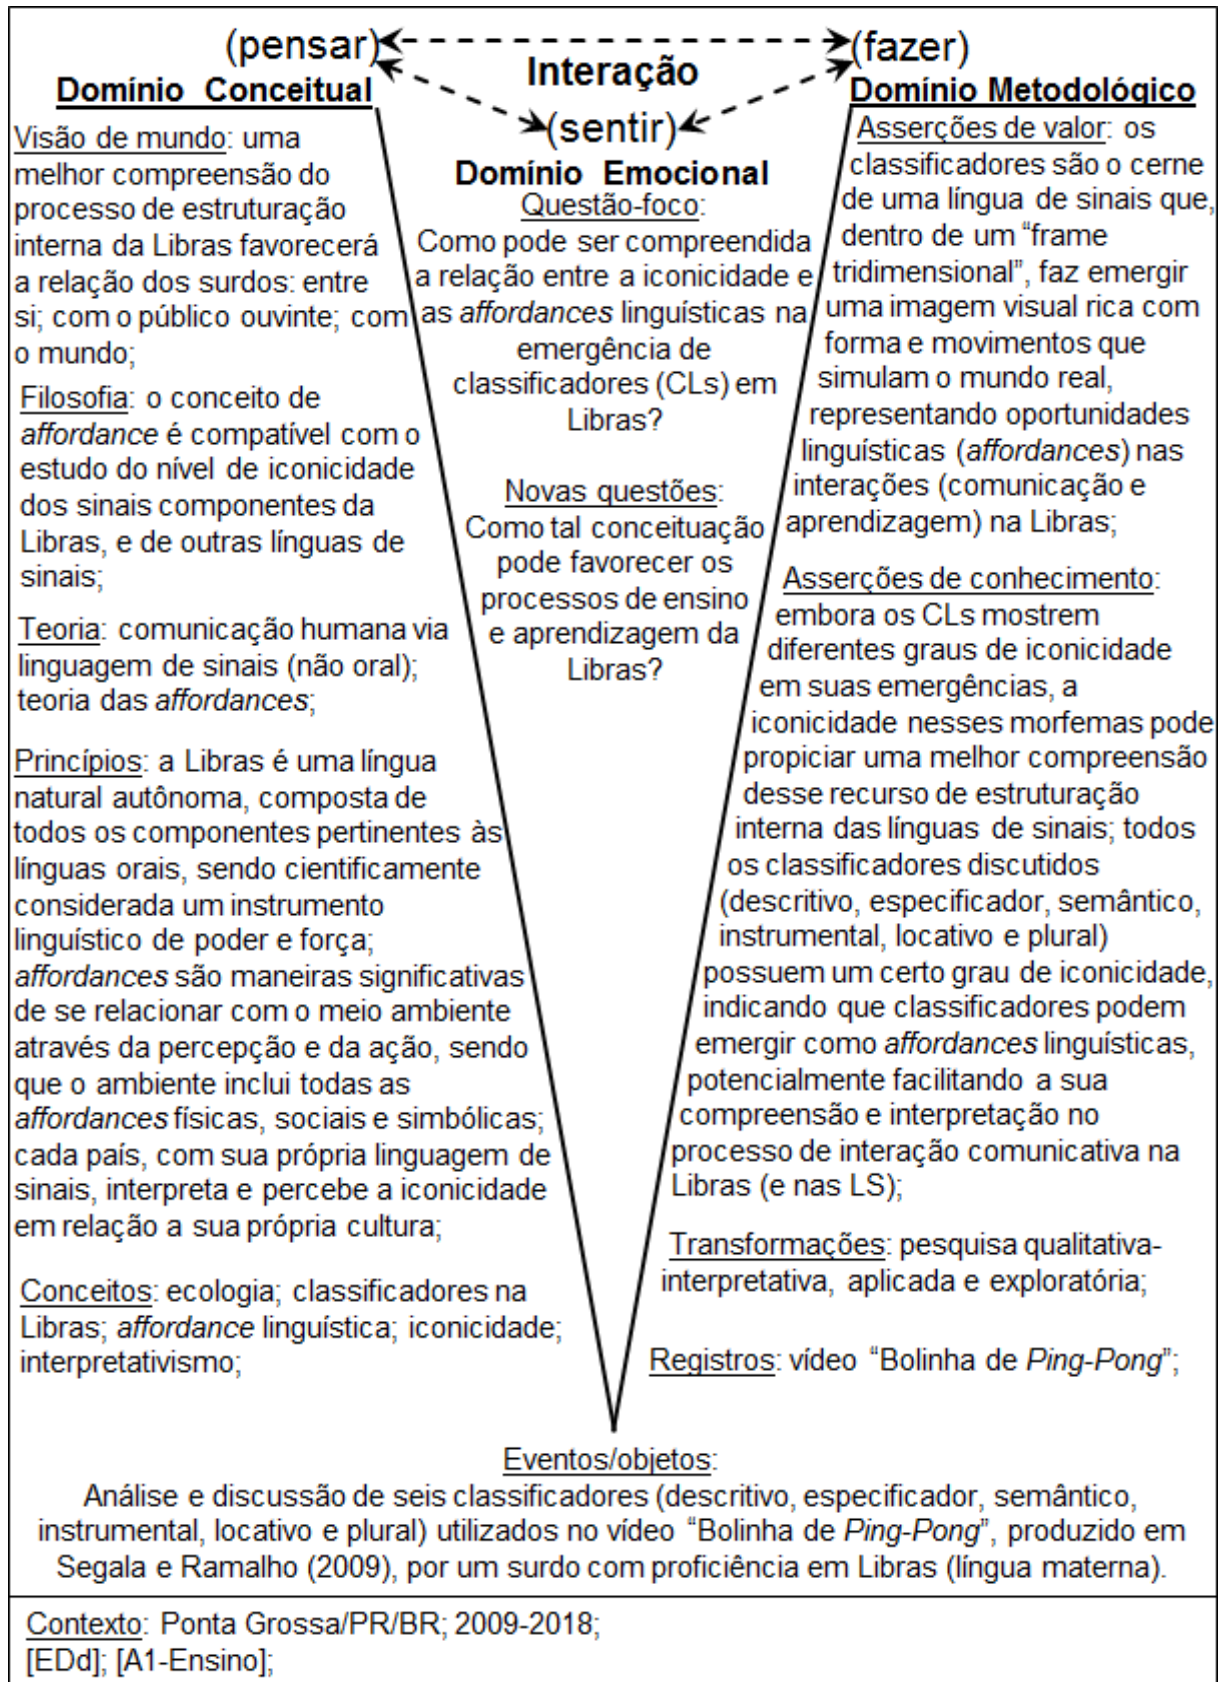 (pensar)
(fazer)
Interação
Domínio Conceitual
Domínio Metodológico
(sentir)
Domínio Emocional
Visão de mundo: uma
melhor compreensão do
processo de estruturação
interna da Libras favorecerá
a relação dos surdos: entre
si; com o público ouvinte; com
o mundo;
Filosofia: o conceito de
affordance é compatível com o
estudo do nível de iconicidade
dos sinais componentes da
Libras, e de outras línguas de
sinais;
Teoria: comunicação humana via
linguagem de sinais (não oral);
teoria das affordances;
Princípios: a Libras é uma língua
natural autônoma, composta de
todos os componentes pertinentes às
línguas orais, sendo cientificamente
considerada um instrumento
linguístico de poder e força;
affordances são maneiras significativas
de se relacionar com o meio ambiente
através da percepção e da ação, sendo
que o ambiente inclui todas as
affordances físicas, sociais e simbólicas;
cada país, com sua própria linguagem de
sinais, interpreta e percebe a iconicidade
em relação a sua própria cultura;
Conceitos: ecologia; classificadores na
Libras; affordance linguística; iconicidade;
interpretativismo;
Questão-foco:
Como pode ser compreendida
a relação entre a iconicidade e
as affordances linguísticas na
emergência de
classificadores (CLs) em
Libras?
Novas questões:
Como tal conceituação
pode favorecer os
processos de ensino
e aprendizagem da
Libras?
Asserções de valor: os
classificadores são o cerne
de uma língua de sinais que,
dentro de um “frame
tridimensional”, faz emergir
uma imagem visual rica com
forma e movimentos que
simulam o mundo real,
representando oportunidades
linguísticas (affordances) nas
interações (comunicação e
aprendizagem) na Libras;
Asserções de conhecimento:
embora os CLs mostrem
diferentes graus de iconicidade
em suas emergências, a
iconicidade nesses morfemas pode
propiciar uma melhor compreensão
desse recurso de estruturação
interna das línguas de sinais; todos
os classificadores discutidos
(descritivo, especificador, semântico,
instrumental, locativo e plural)
possuem um certo grau de iconicidade,
indicando que classificadores podem
emergir como affordances linguísticas,
potencialmente facilitando a sua
compreensão e interpretação no
processo de interação comunicativa na
Libras (e nas LS);
Transformações: pesquisa qualitativa-
interpretativa, aplicada e exploratória;
Registros: vídeo “Bolinha de Ping-Pong”;
Eventos/objetos:
Análise e discussão de seis classificadores (descritivo, especificador, semântico,
instrumental, locativo e plural) utilizados no vídeo “Bolinha de Ping-Pong”, produzido em
Segala e Ramalho (2009), por um surdo com proficiência em Libras (língua materna).
Contexto: Ponta Grossa/PR/BR; 2009-2018;
[EDd]; [A1-Ensino];